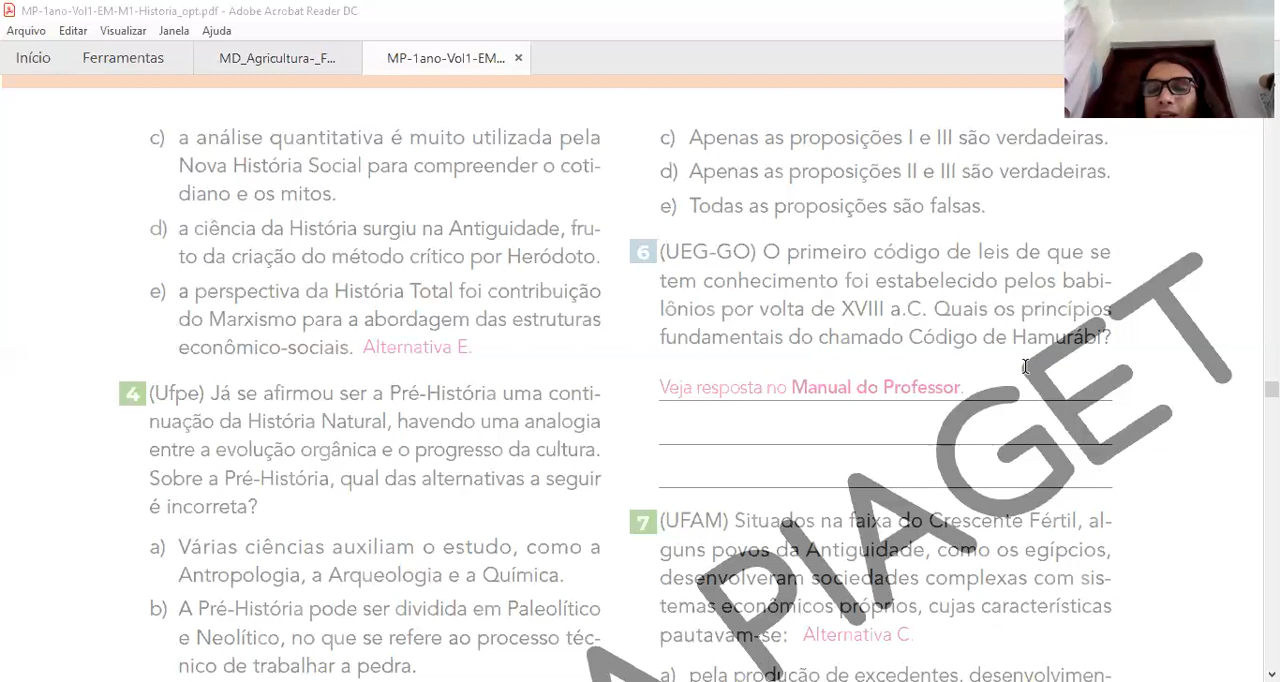 MP-1ano-Vol1-EM-M1-Historia_opt.pdf - Adobe Acrobat Reader DC
Arquivo Editar Visualizar Janela Ajuda
Início Ferramentas MD_Agricultura-_F... MP-1ano-Vol1-EM... ×
c) a análise quantitativa é muito utilizada pela
Nova História Social para compreender o coti-
diano e os mitos.
d) a ciência da História surgiu na Antiguidade, fru-
to da criação do método crítico por Heródoto.
e) a perspectiva da História Total foi contribuição
do Marxismo para a abordagem das estruturas
econômico-sociais. Alternativa E.
4 (Ufpe) Já se afirmou ser a Pré-História uma conti-
nuação da História Natural, havendo uma analogia
entre a evolução orgânica e o progresso da cultura.
Sobre a Pré-História, qual das alternativas a seguir
é incorreta?
a) Várias ciências auxiliam o estudo, como a
Antropologia, a Arqueologia e a Química.
b) A Pré-História pode ser dividida em Paleolítico
e Neolítico, no que se refere ao processo téc-
nico de trabalhar a pedra.
c) Apenas as proposições I e III são verdadeiras.
d) Apenas as proposições II e III são verdadeiras.
e) Todas as proposições são falsas.
6 (UEG-GO) O primeiro código de leis de que se
tem conhecimento foi estabelecido pelos babi-
lônios por volta de XVIII a.C. Quais os princípios
fundamentais do chamado Código de Hamurábi?
Veja resposta no Manual do Professor.
7 (UFAM) Situados na faixa do Crescente Fértil, al-
guns povos da Antiguidade, como os egípcios,
desenvolveram sociedades complexas com sis-
temas econômicos próprios, cujas características
pautavam-se: Alternativa C.
a) pela produção de excedentes, desenvolvimen-
A PIAGET